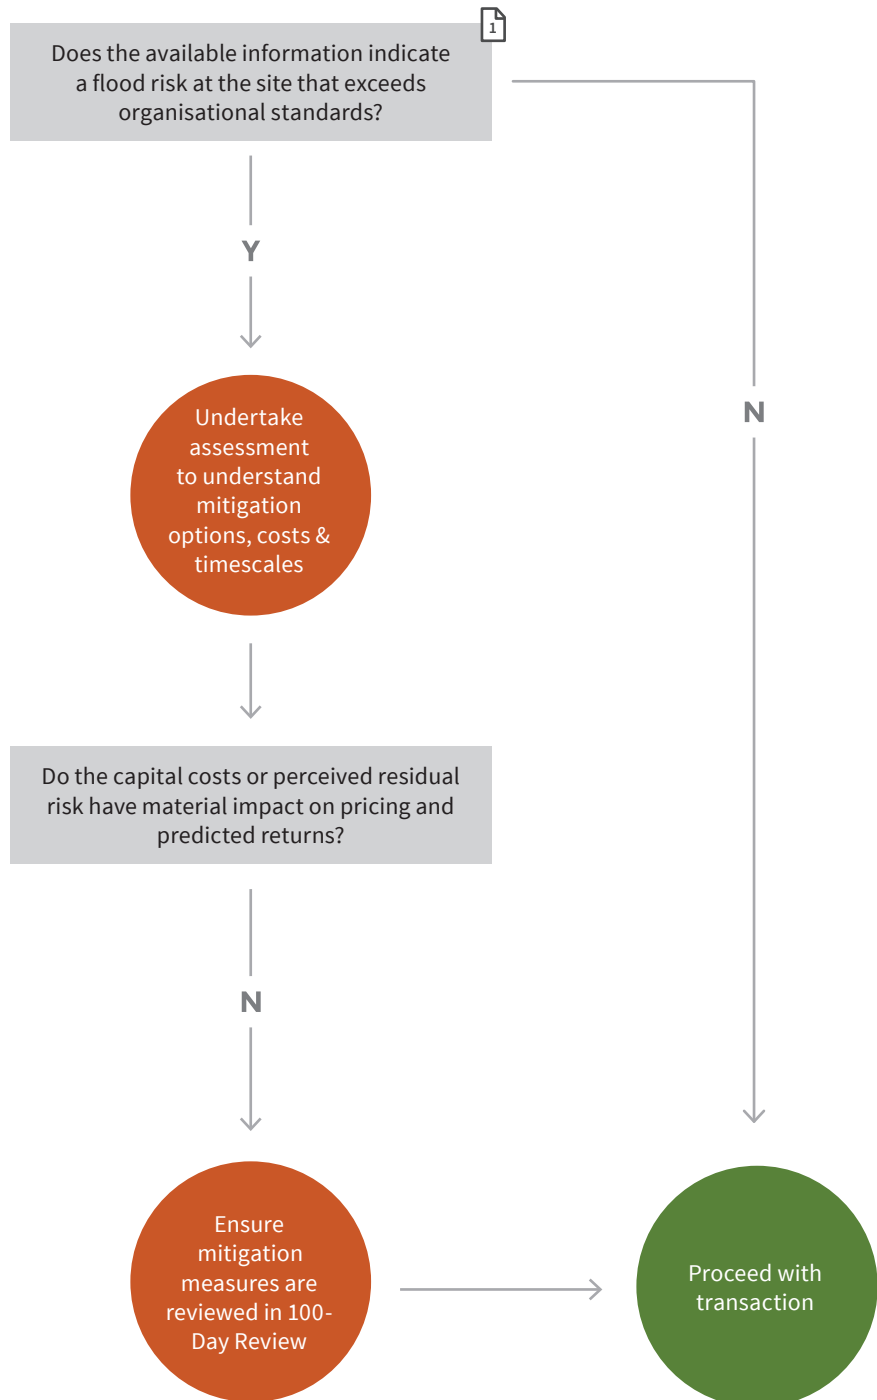 1
Does the available information indicate
a flood risk at the site that exceeds
organisational standards?
Y
N
Undertake
assessment
to understand
mitigation
options, costs &
timescales
Do the capital costs or perceived residual
risk have material impact on pricing and
predicted returns?
N
Ensure
mitigation
measures are
reviewed in 100-
Day Review
Proceed with
transaction